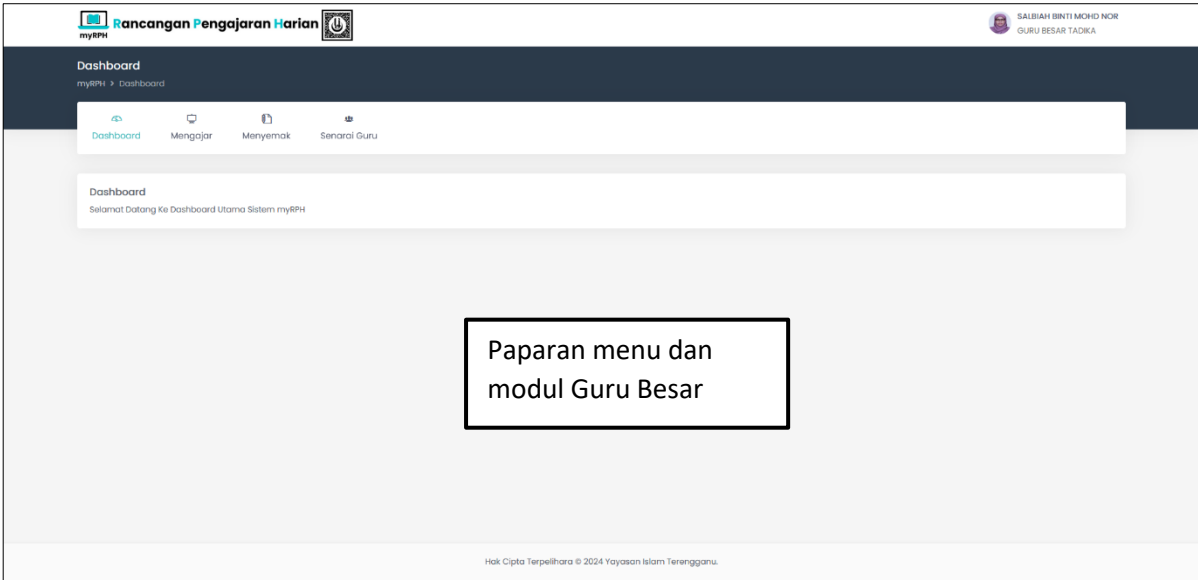 myRPH
Rancangan Pengajaran Harian
SALBIAH BINTI MOHD NOR
GURU BESAR TADIKA
Dashboard
myRPH > Dashboard
Dashboard Mengajar Menyemak Senarai Guru
Dashboard
Selamat Datang Ke Dashboard Utama Sistem myRPH
Paparan menu dan
modul Guru Besar
Hak Cipta Terpelihara © 2024 Yayasan Islam Terengganu.